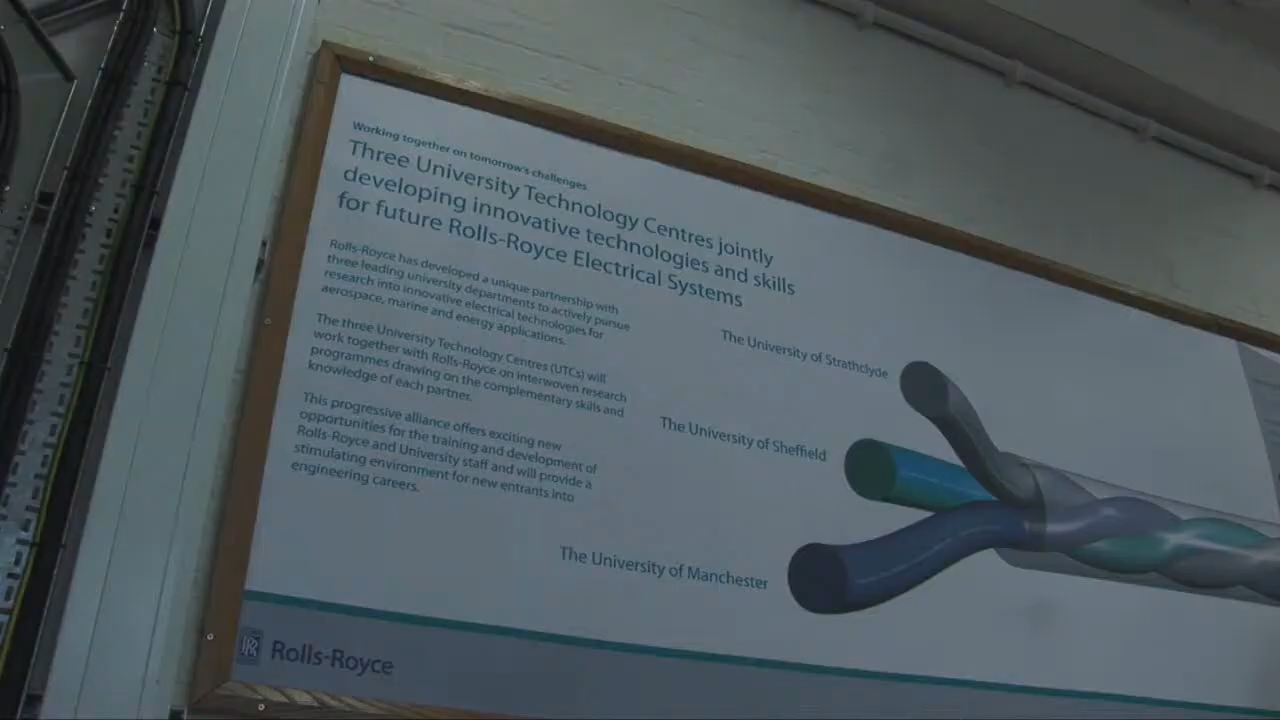 Working together on tomorrow's challenges
Three University Technology Centres jointly
developing innovative technologies and skills
for future Rolls-Royce Electrical Systems
Rolls-Royce has developed a unique partnership with
three leading university departments to actively pursue
research into innovative electrical technologies for
aerospace, marine and energy applications.
The three University Technology Centres (UTCs) will
work together with Rolls-Royce on interwoven research
programmes drawing on the complementary skills and
knowledge of each partner.
This progressive alliance offers exciting new
opportunities for the training and development of
Rolls-Royce and University staff and will provide a
stimulating environment for new entrants into
engineering careers.
The University of Strathclyde
The University of Sheffield
The University of Manchester
RR Rolls-Royce